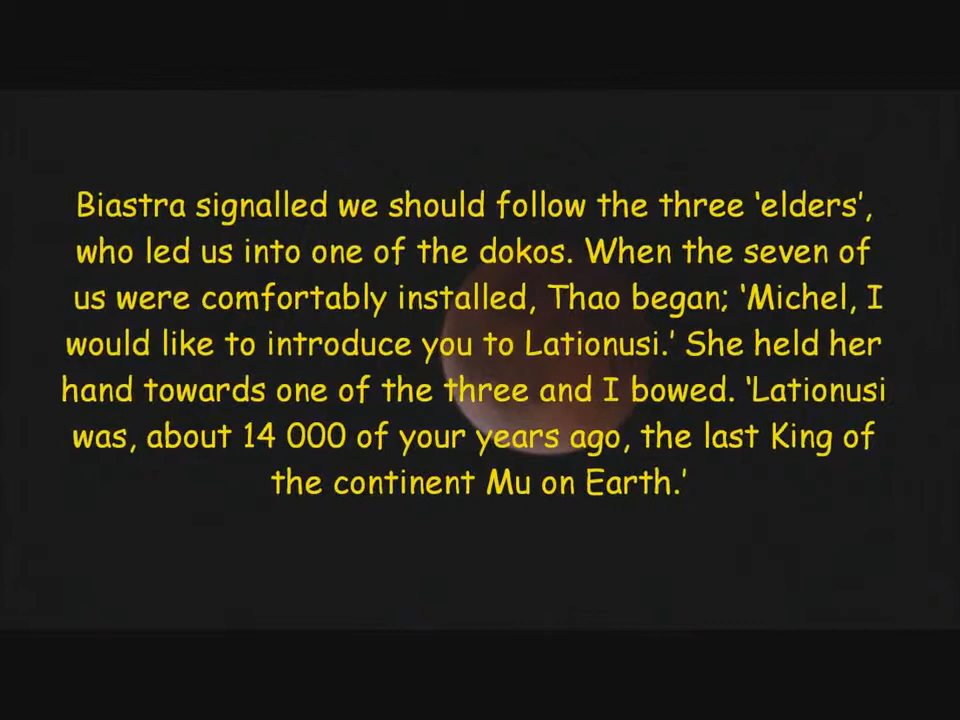 Biastra signalled we should follow the three ‘elders’,
who led us into one of the dokos. When the seven of
us were comfortably installed, Thao began; ‘Michel, I
would like to introduce you to Lationusi.’ She held her
hand towards one of the three and I bowed. ‘Lationusi
was, about 14 000 of your years ago, the last King of
the continent Mu on Earth.’